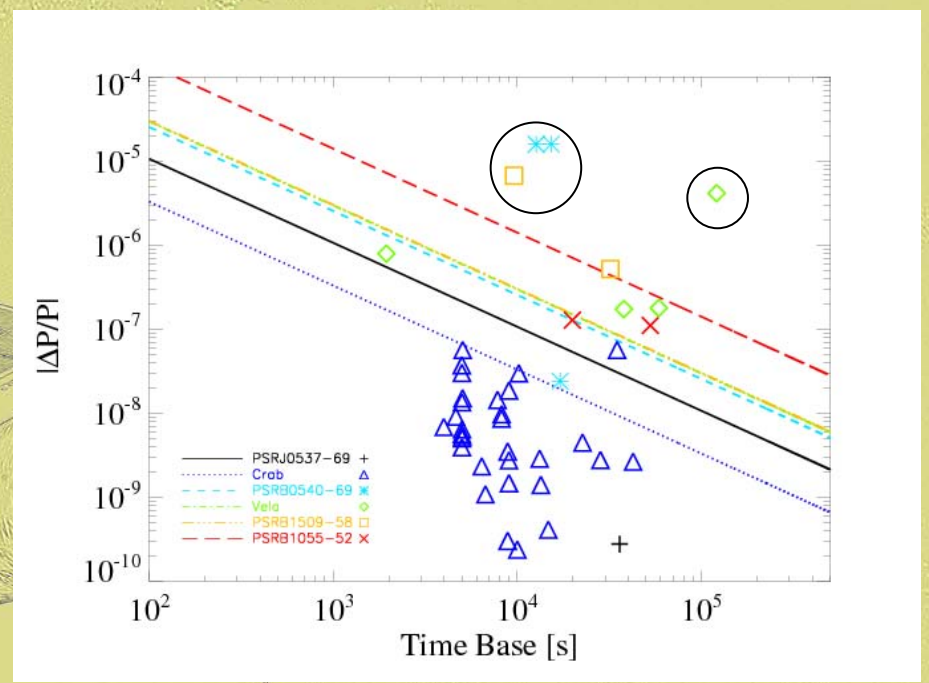 10^-4
10^-5
10^-6
10^-7
10^-8
10^-9
10^-10
|ΔP/P|
PSRJ0537-69 +
Crab
PSRB0540-69
Vela
PSRB1509-58
PSRB1055-52 ×
10^2 10^3 10^4 10^5
Time Base [s]